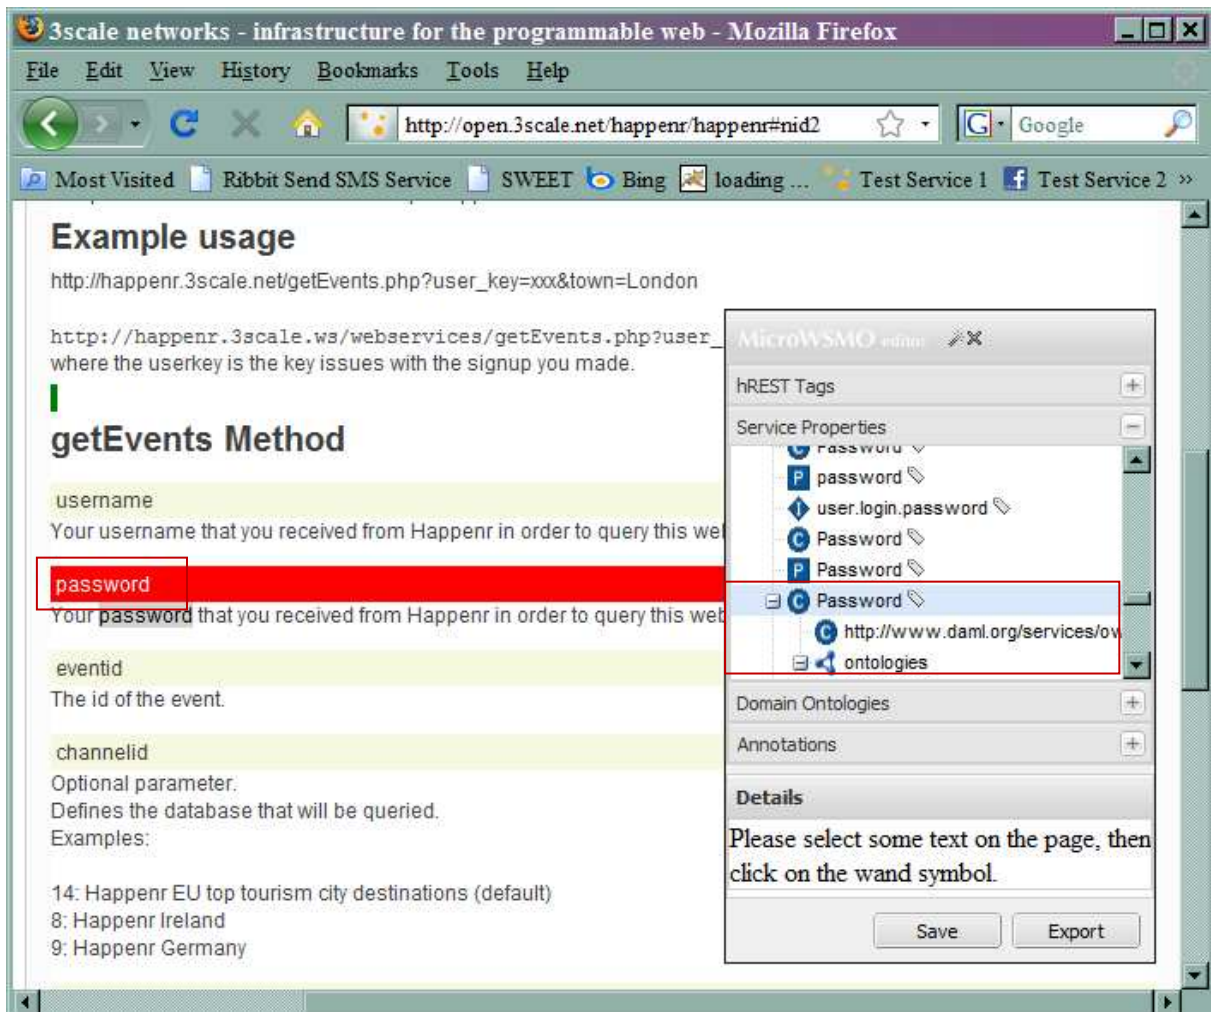 3scale networks - infrastructure for the programmable web - Mozilla Firefox
File Edit View History Bookmarks Tools Help
http://open.3scale.net/happenr/happenr#nid2 G Google
Most Visited Ribbit Send SMS Service SWEET Bing loading ... Test Service 1 Test Service 2 »
Example usage
http://happenr.3scale.net/getEvents.php?user_key=xxx&town=London
http://happenr.3scale.ws/webservices/getEvents.php?user_
where the userkey is the key issues with the signup you made.
getEvents Method
username
Your username that you received from Happenr in order to query this we
password
Your password that you received from Happenr in order to query this web
eventid
The id of the event.
channelid
Optional parameter.
Defines the database that will be queried.
Examples:
14: Happenr EU top tourism city destinations (default)
8: Happenr Ireland
9: Happenr Germany
MicroWSMO editor
hREST Tags
Service Properties
C Password
P password
I user.login.password
C Password
P Password
C Password
C http://www.daml.org/services/ow
ontologies
Domain Ontologies
Annotations
Details
Please select some text on the page, then
click on the wand symbol.
Save Export